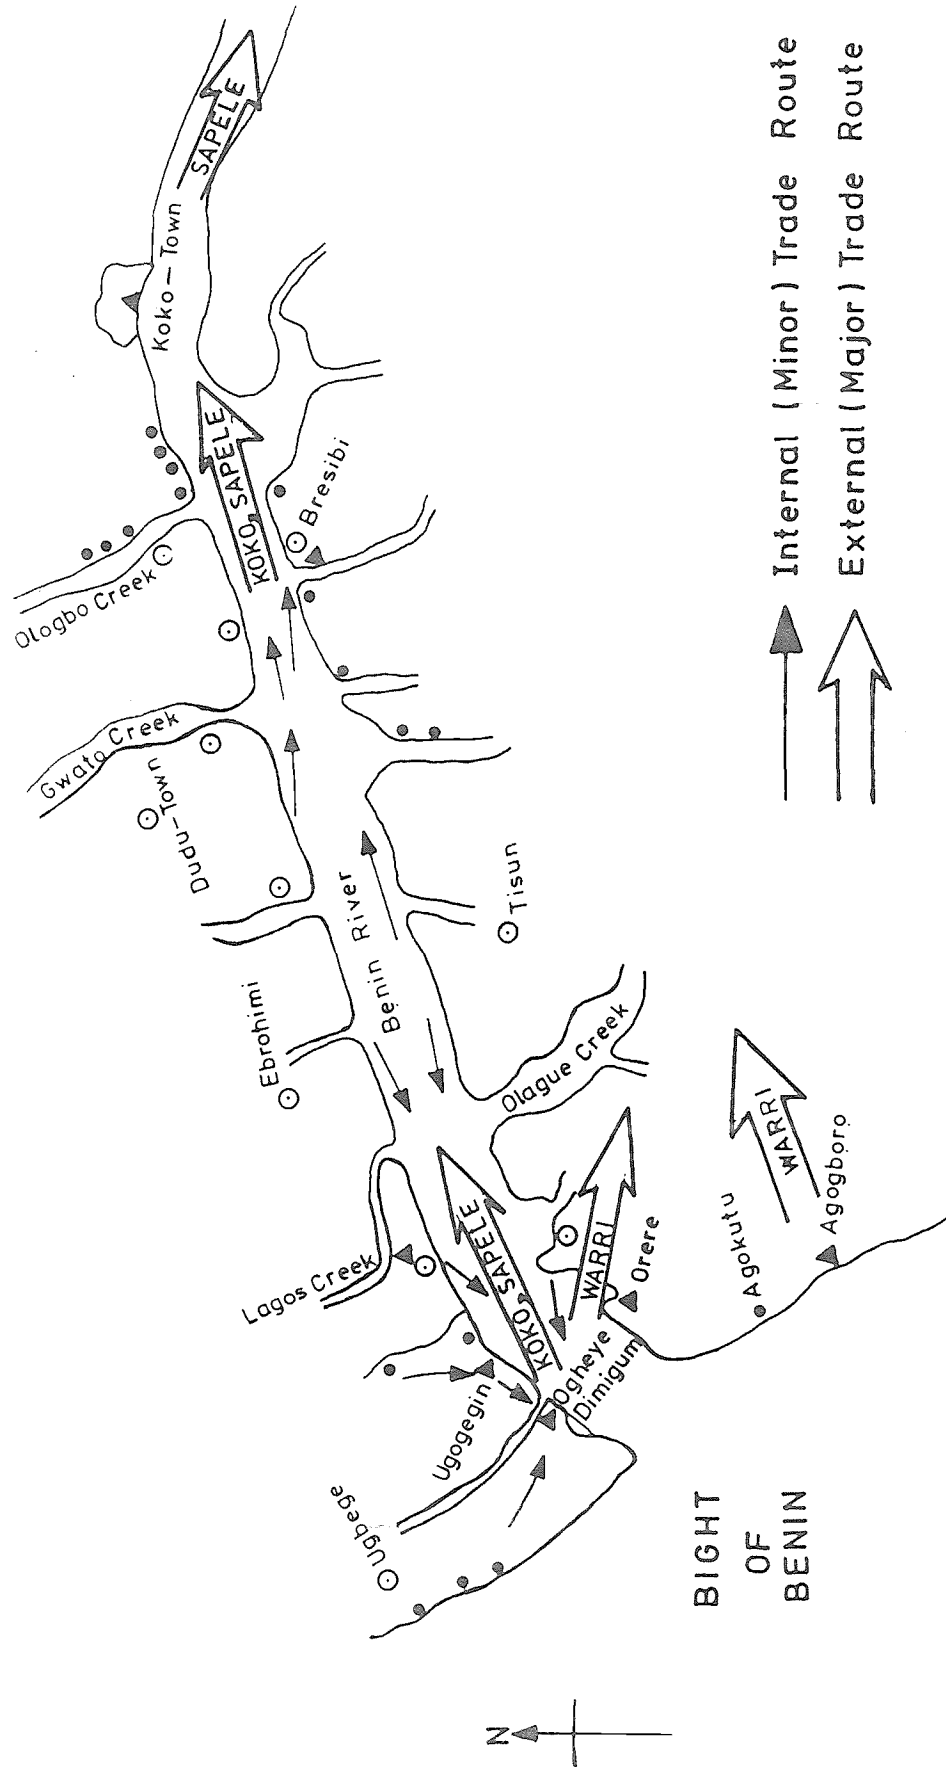 SAPELE
Koko-Town
KOKO, SAPELE
Bresibi
Ologbo Creek
Gwato Creek
Dudu-Town
Benin River
Tisun
Ebrohimi
Olague Creek
Lagos Creek
KOKO, SAPELE
WARRI
Orere
WARRI
Agokutu
Agogboro
Ugogegin
Ogheye
Dimigum
Ugbege
BIGHT
OF
BENIN
N
Internal (Minor) Trade Route
External (Major) Trade Route